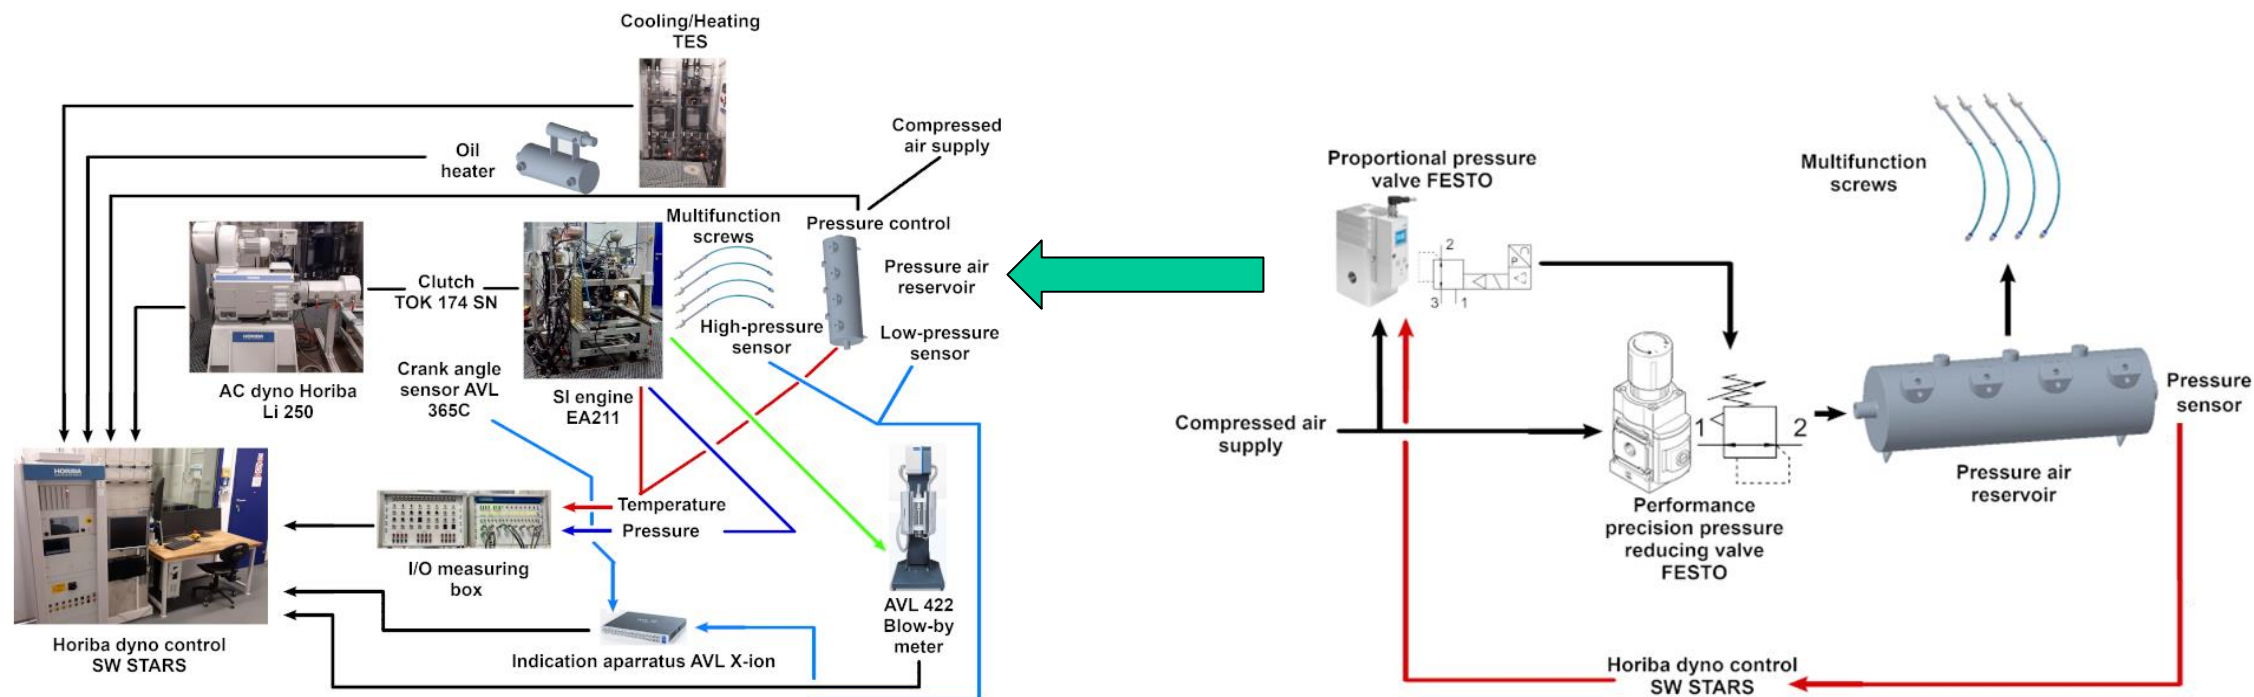 Cooling/Heating
TES
Compressed
air supply
Oil
heater
Multifunction
screws
Pressure control
Clutch
TOK 174 SN
Pressure air
reservoir
High-pressure
sensor
Low-pressure
sensor
HORIBA
AC dyno Horiba
Li 250
Crank angle
sensor AVL
365C
SI engine
EA211
HORIBA
Temperature
Pressure
I/O measuring
box
AVL 422
Blow-by
meter
Horiba dyno control
SW STARS
Indication aparratus AVL X-ion
Proportional pressure
valve FESTO
2
P
3 1
Multifunction
screws
Compressed air
supply
1 2
Pressure
sensor
Pressure air
reservoir
Performance
precision pressure
reducing valve
FESTO
Horiba dyno control
SW STARS